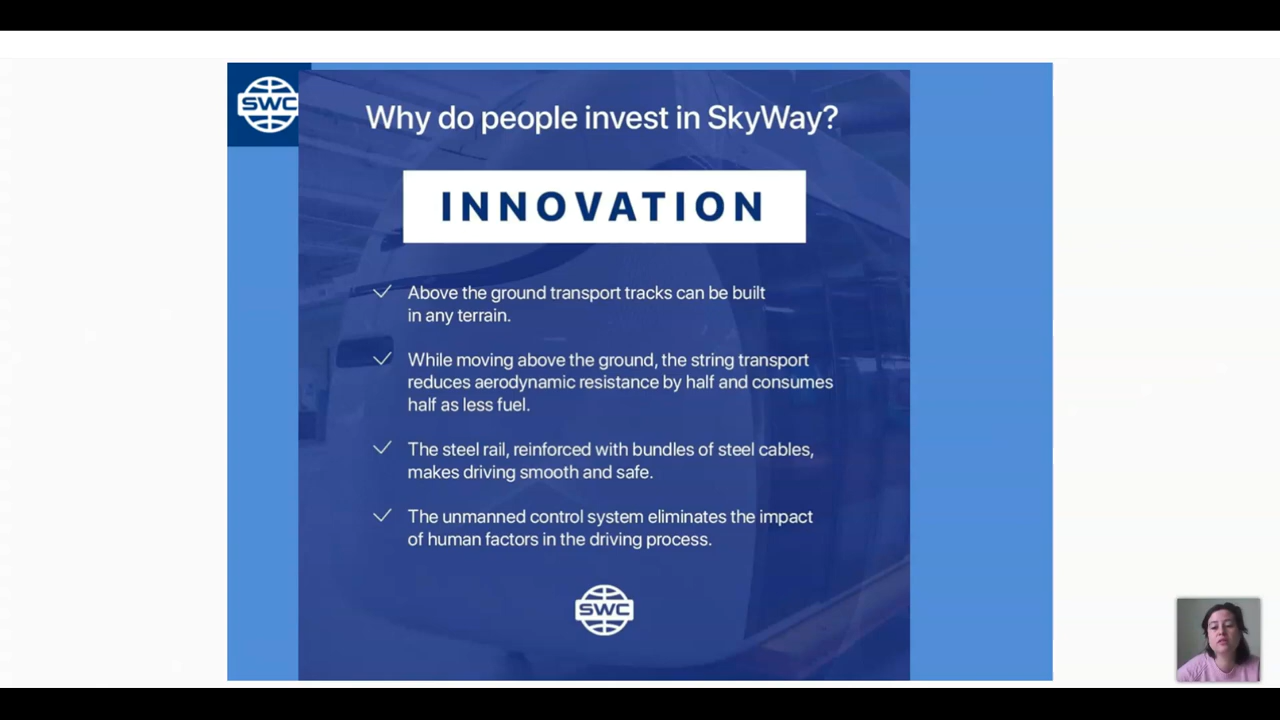 SWC
Why do people invest in SkyWay?
INNOVATION
Above the ground transport tracks can be built
in any terrain.
While moving above the ground, the string transport
reduces aerodynamic resistance by half and consumes
half as less fuel.
The steel rail, reinforced with bundles of steel cables,
makes driving smooth and safe.
The unmanned control system eliminates the impact
of human factors in the driving process.
SWC